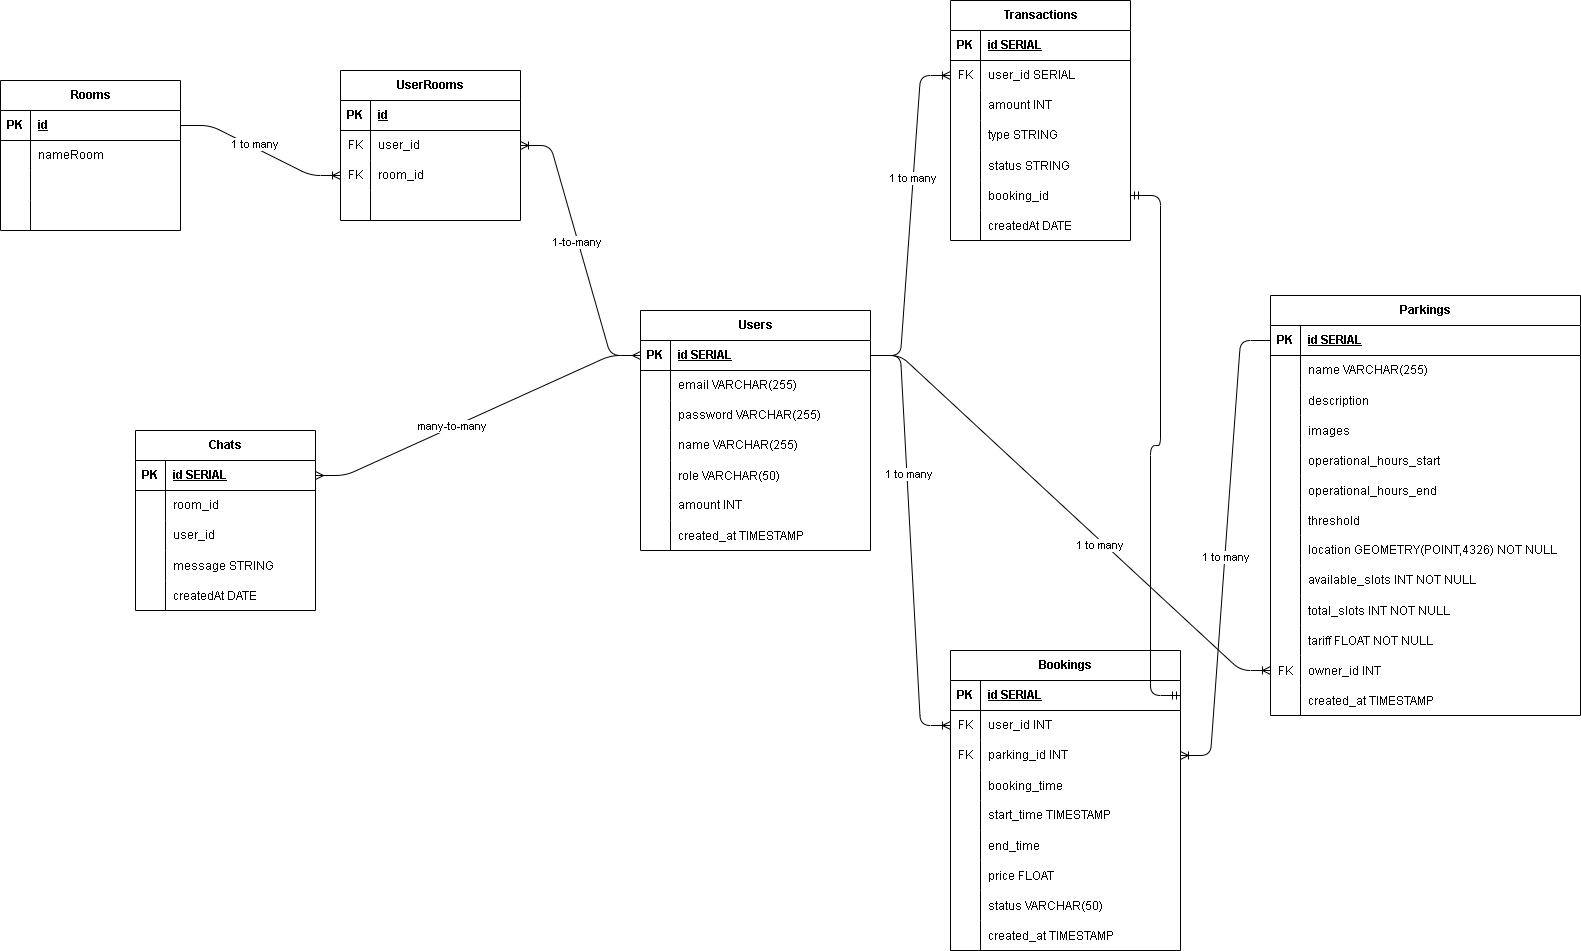 Transactions
PK id SERIAL
FK user_id SERIAL
amount INT
type STRING
status STRING
booking_id
createdAt DATE
Rooms
PK id
nameRoom
1 to many
UserRooms
PK id
FK user_id
FK room_id
1-to-many
1 to many
Users
PK id SERIAL
email VARCHAR(255)
password VARCHAR(255)
name VARCHAR(255)
role VARCHAR(50)
amount INT
created_at TIMESTAMP
many-to-many
Chats
PK id SERIAL
room_id
user_id
message STRING
createdAt DATE
1 to many
1 to many
1 to many
Parkings
PK id SERIAL
name VARCHAR(255)
description
images
operational_hours_start
operational_hours_end
threshold
location GEOMETRY(POINT,4326) NOT NULL
available_slots INT NOT NULL
total_slots INT NOT NULL
tariff FLOAT NOT NULL
FK owner_id INT
created_at TIMESTAMP
Bookings
PK id SERIAL
FK user_id INT
FK parking_id INT
booking_time
start_time TIMESTAMP
end_time
price FLOAT
status VARCHAR(50)
created_at TIMESTAMP